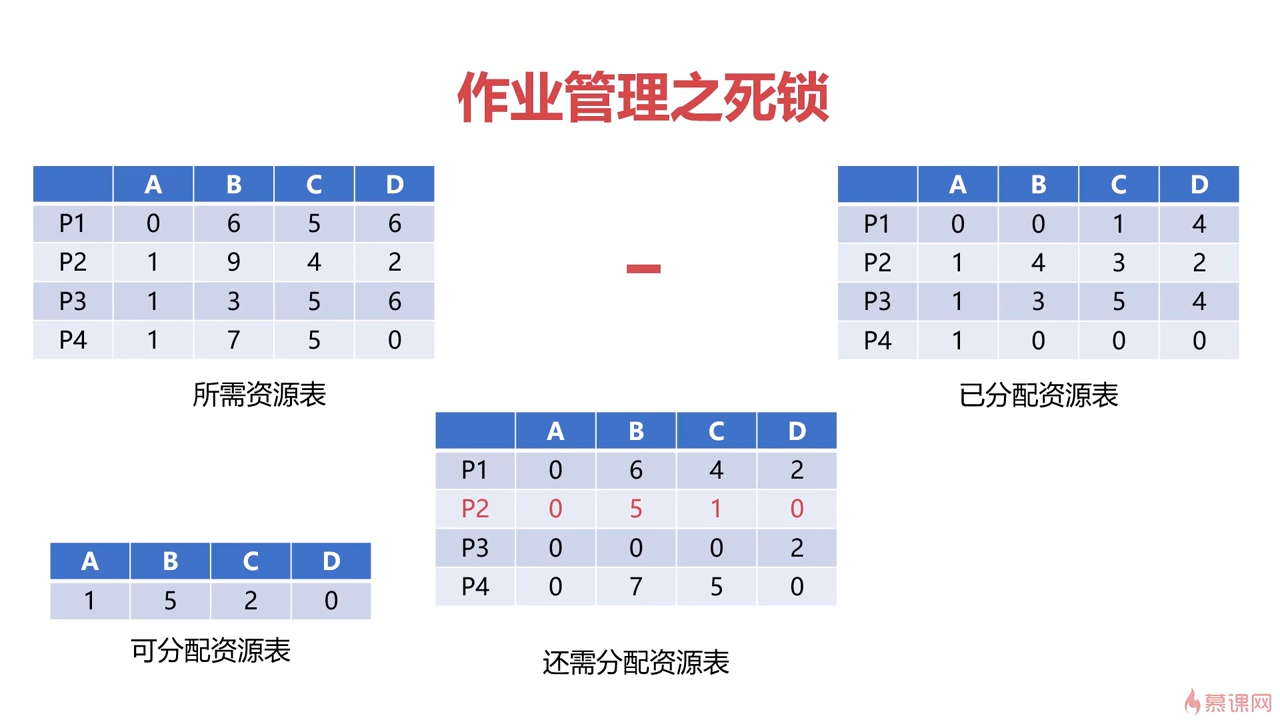 作业管理之死锁
A B C D
P1 0 6 5 6
P2 1 9 4 2
P3 1 3 5 6
P4 1 7 5 0
所需资源表
-
A B C D
P1 0 0 1 4
P2 1 4 3 2
P3 1 3 5 4
P4 1 0 0 0
已分配资源表
A B C D
P1 0 6 4 2
P2 0 5 1 0
P3 0 0 0 2
P4 0 7 5 0
还需分配资源表
A B C D
1 5 2 0
可分配资源表
慕课网